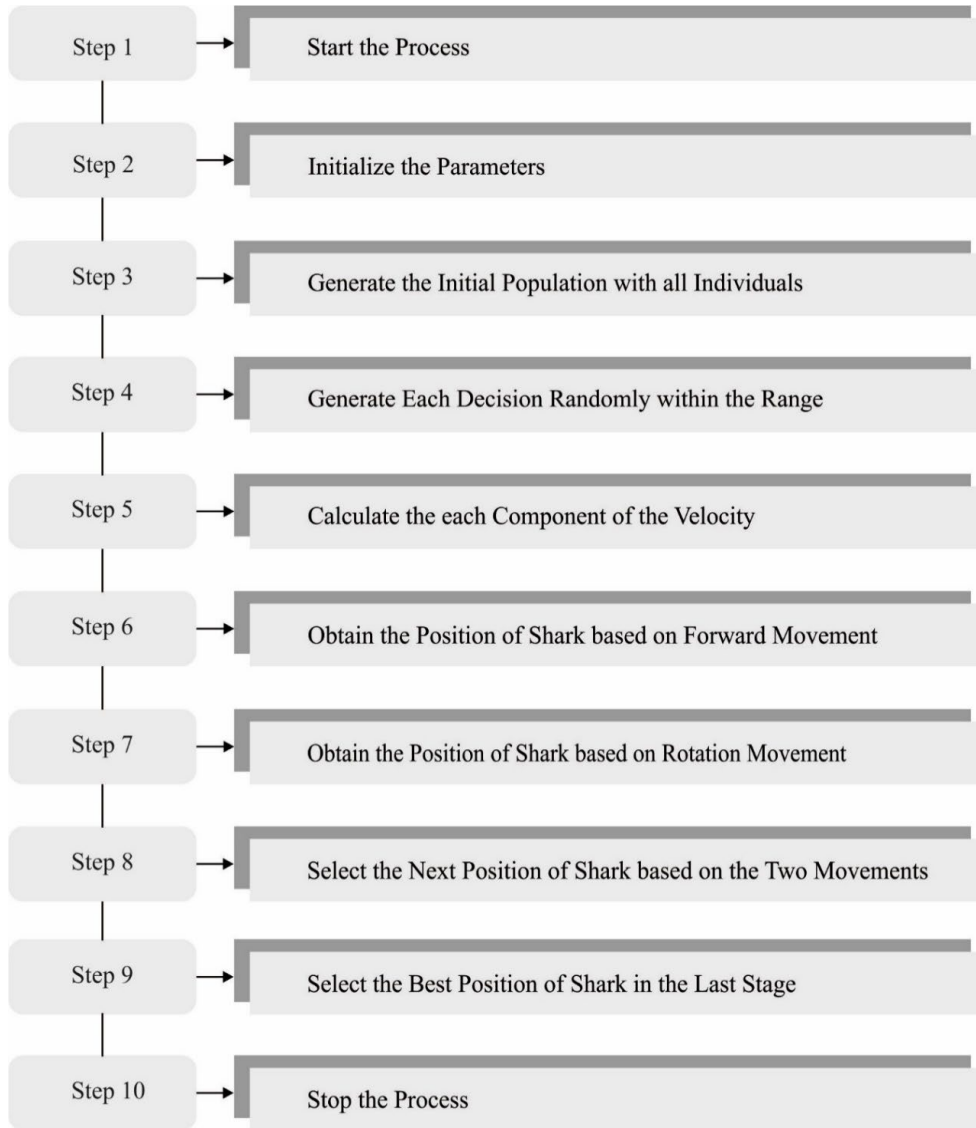 Step 1
Start the Process
Step 2
Initialize the Parameters
Step 3
Generate the Initial Population with all Individuals
Step 4
Generate Each Decision Randomly within the Range
Step 5
Calculate the each Component of the Velocity
Step 6
Obtain the Position of Shark based on Forward Movement
Step 7
Obtain the Position of Shark based on Rotation Movement
Step 8
Select the Next Position of Shark based on the Two Movements
Step 9
Select the Best Position of Shark in the Last Stage
Step 10
Stop the Process